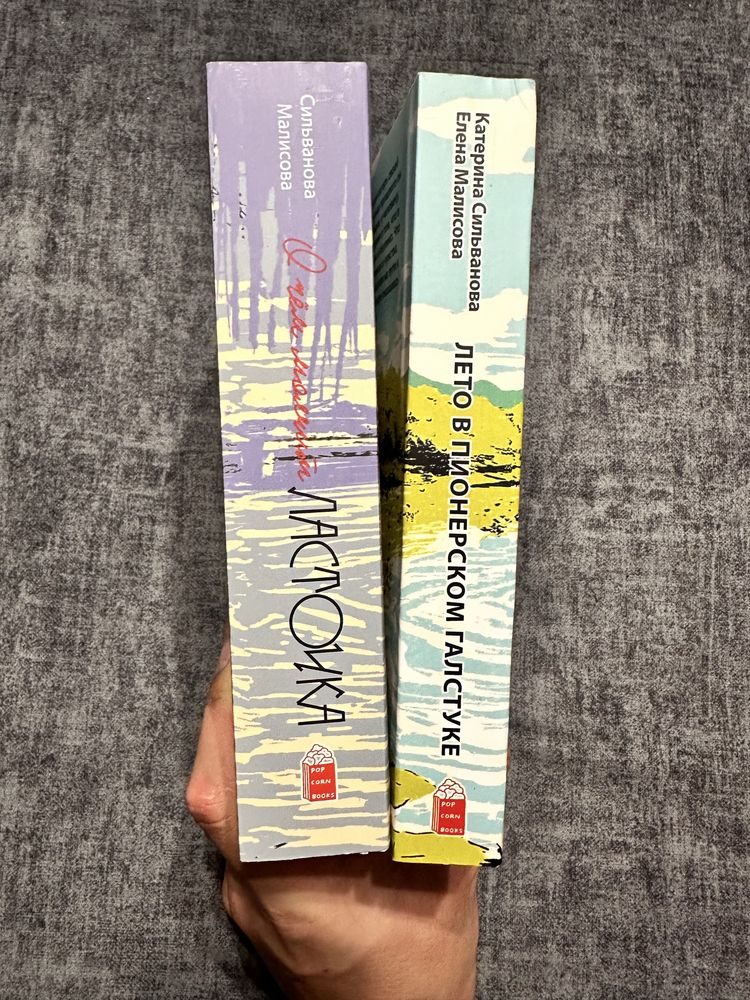 Сильванова
Малисова
О чём молчит
ЛАСТОЧКА
POP
CORN
BOOKS
Катерина Сильванова
Елена Малисова
ЛЕТО В ПИОНЕРСКОМ ГАЛСТУКЕ
POP
CORN
BOOKS